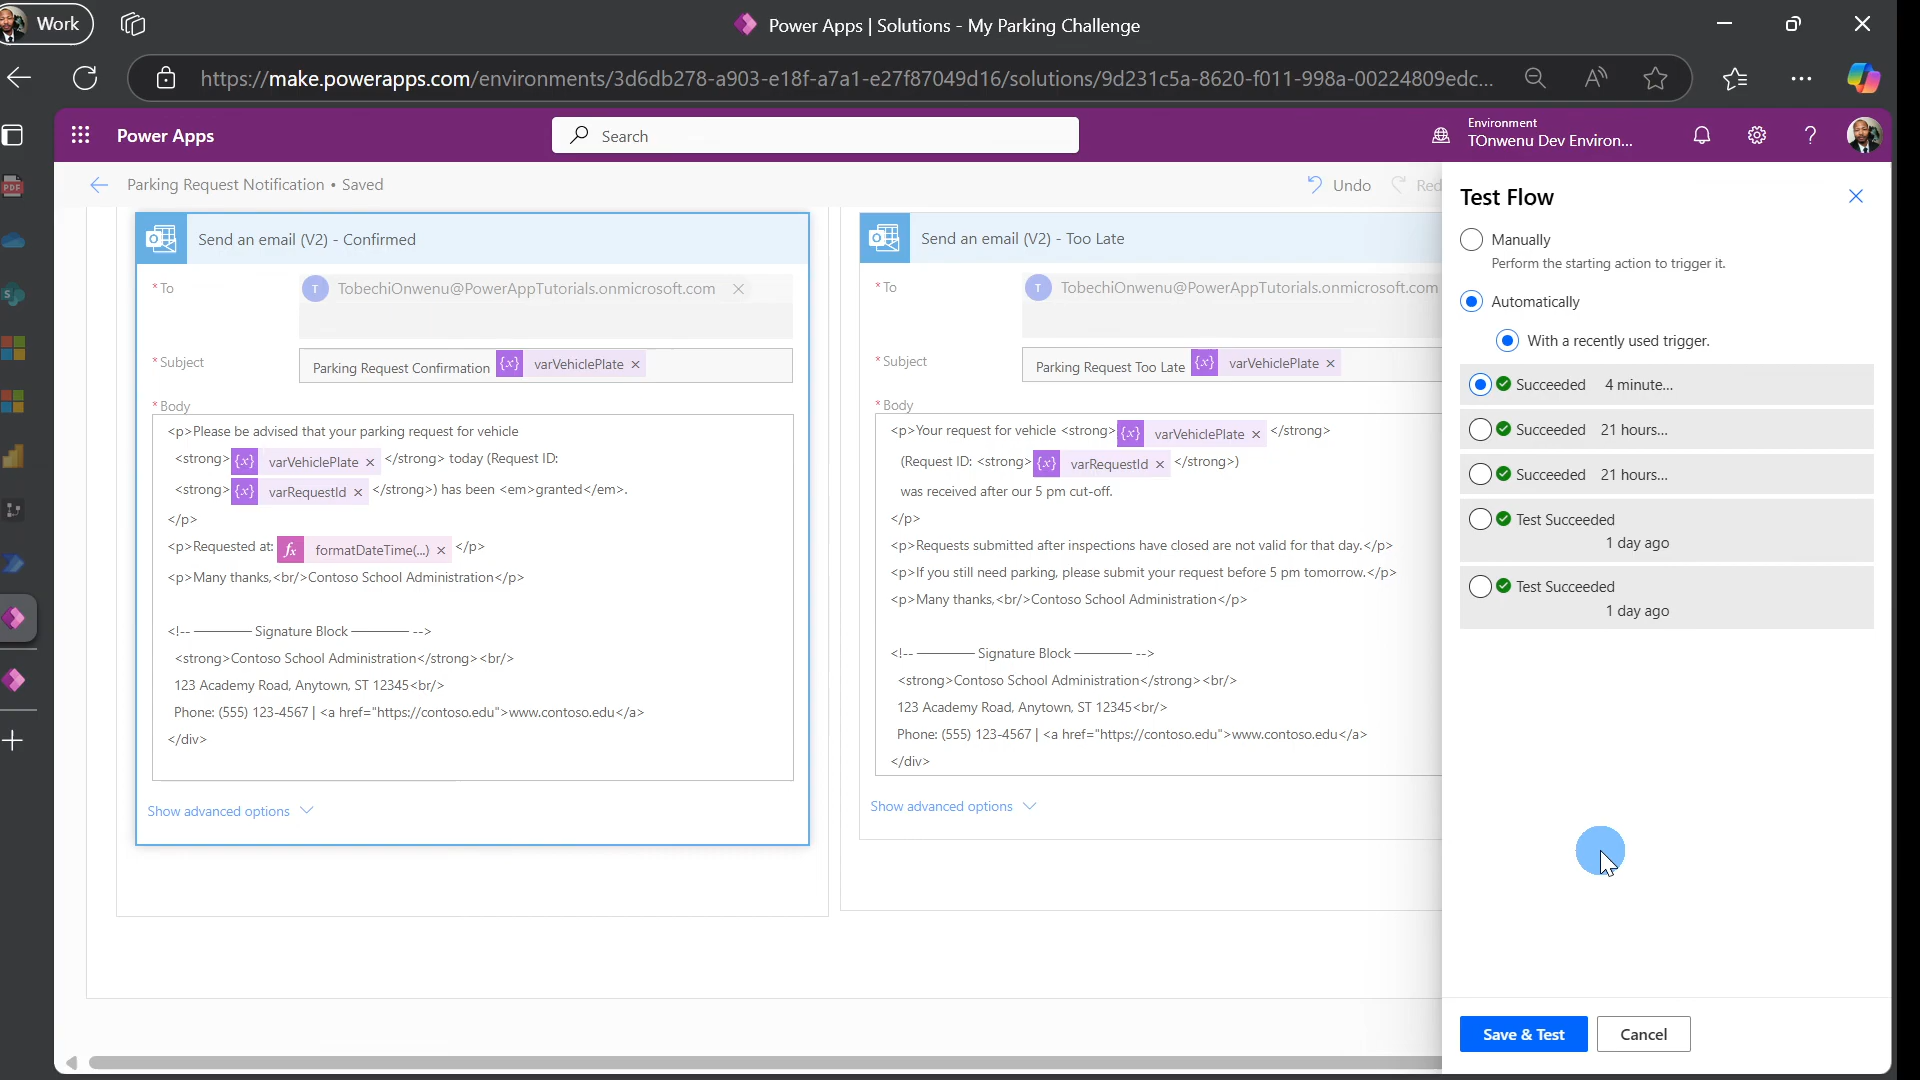 Work
Power Apps | Solutions - My Parking Challenge
https://make.powerapps.com/environments/3d6db278-a903-e18f-a7a1-e27f87049d16/solutions/9d231c5a-8620-f011-998a-00224809edc...
Power Apps
Search
Environment
TOnwenu Dev Environ...
Parking Request Notification • Saved
Undo
Red
Send an email (V2) - Confirmed
*To
T TobechiOnwenu@PowerAppTutorials.onmicrosoft.com
*Subject
Parking Request Confirmation {x} varVehiclePlate ×
*Body
<p>Please be advised that your parking request for vehicle
<strong> {x} varVehiclePlate × </strong> today (Request ID:
<strong> {x} varRequestId × </strong>) has been <em>granted</em>.
</p>
<p>Requested at: fx formatDateTime(...) × </p>
<p>Many thanks,<br/>Contoso School Administration</p>
<!-- ———— Signature Block ———— -->
<strong>Contoso School Administration</strong><br/>
123 Academy Road, Anytown, ST 12345<br/>
Phone: (555) 123-4567 | <a href="https://contoso.edu">www.contoso.edu</a>
</div>
Show advanced options
Send an email (V2) - Too Late
*To
T TobechiOnwenu@PowerAppTutorials.onmicrosoft.com
*Subject
Parking Request Too Late {x} varVehiclePlate ×
*Body
<p>Your request for vehicle <strong> {x} varVehiclePlate × </strong>
(Request ID: <strong> {x} varRequestId × </strong>)
was received after our 5 pm cut-off.
</p>
<p>Requests submitted after inspections have closed are not valid for that day.</p>
<p>If you still need parking, please submit your request before 5 pm tomorrow.</p>
<p>Many thanks,<br/>Contoso School Administration</p>
<!-- ———— Signature Block ———— -->
<strong>Contoso School Administration</strong><br/>
123 Academy Road, Anytown, ST 12345<br/>
Phone: (555) 123-4567 | <a href="https://contoso.edu">www.contoso.edu</a>
</div>
Show advanced options
Test Flow
Manually
Perform the starting action to trigger it.
Automatically
With a recently used trigger.
Succeeded 4 minute...
Succeeded 21 hours...
Succeeded 21 hours...
Test Succeeded
1 day ago
Test Succeeded
1 day ago
Save & Test
Cancel
PDF